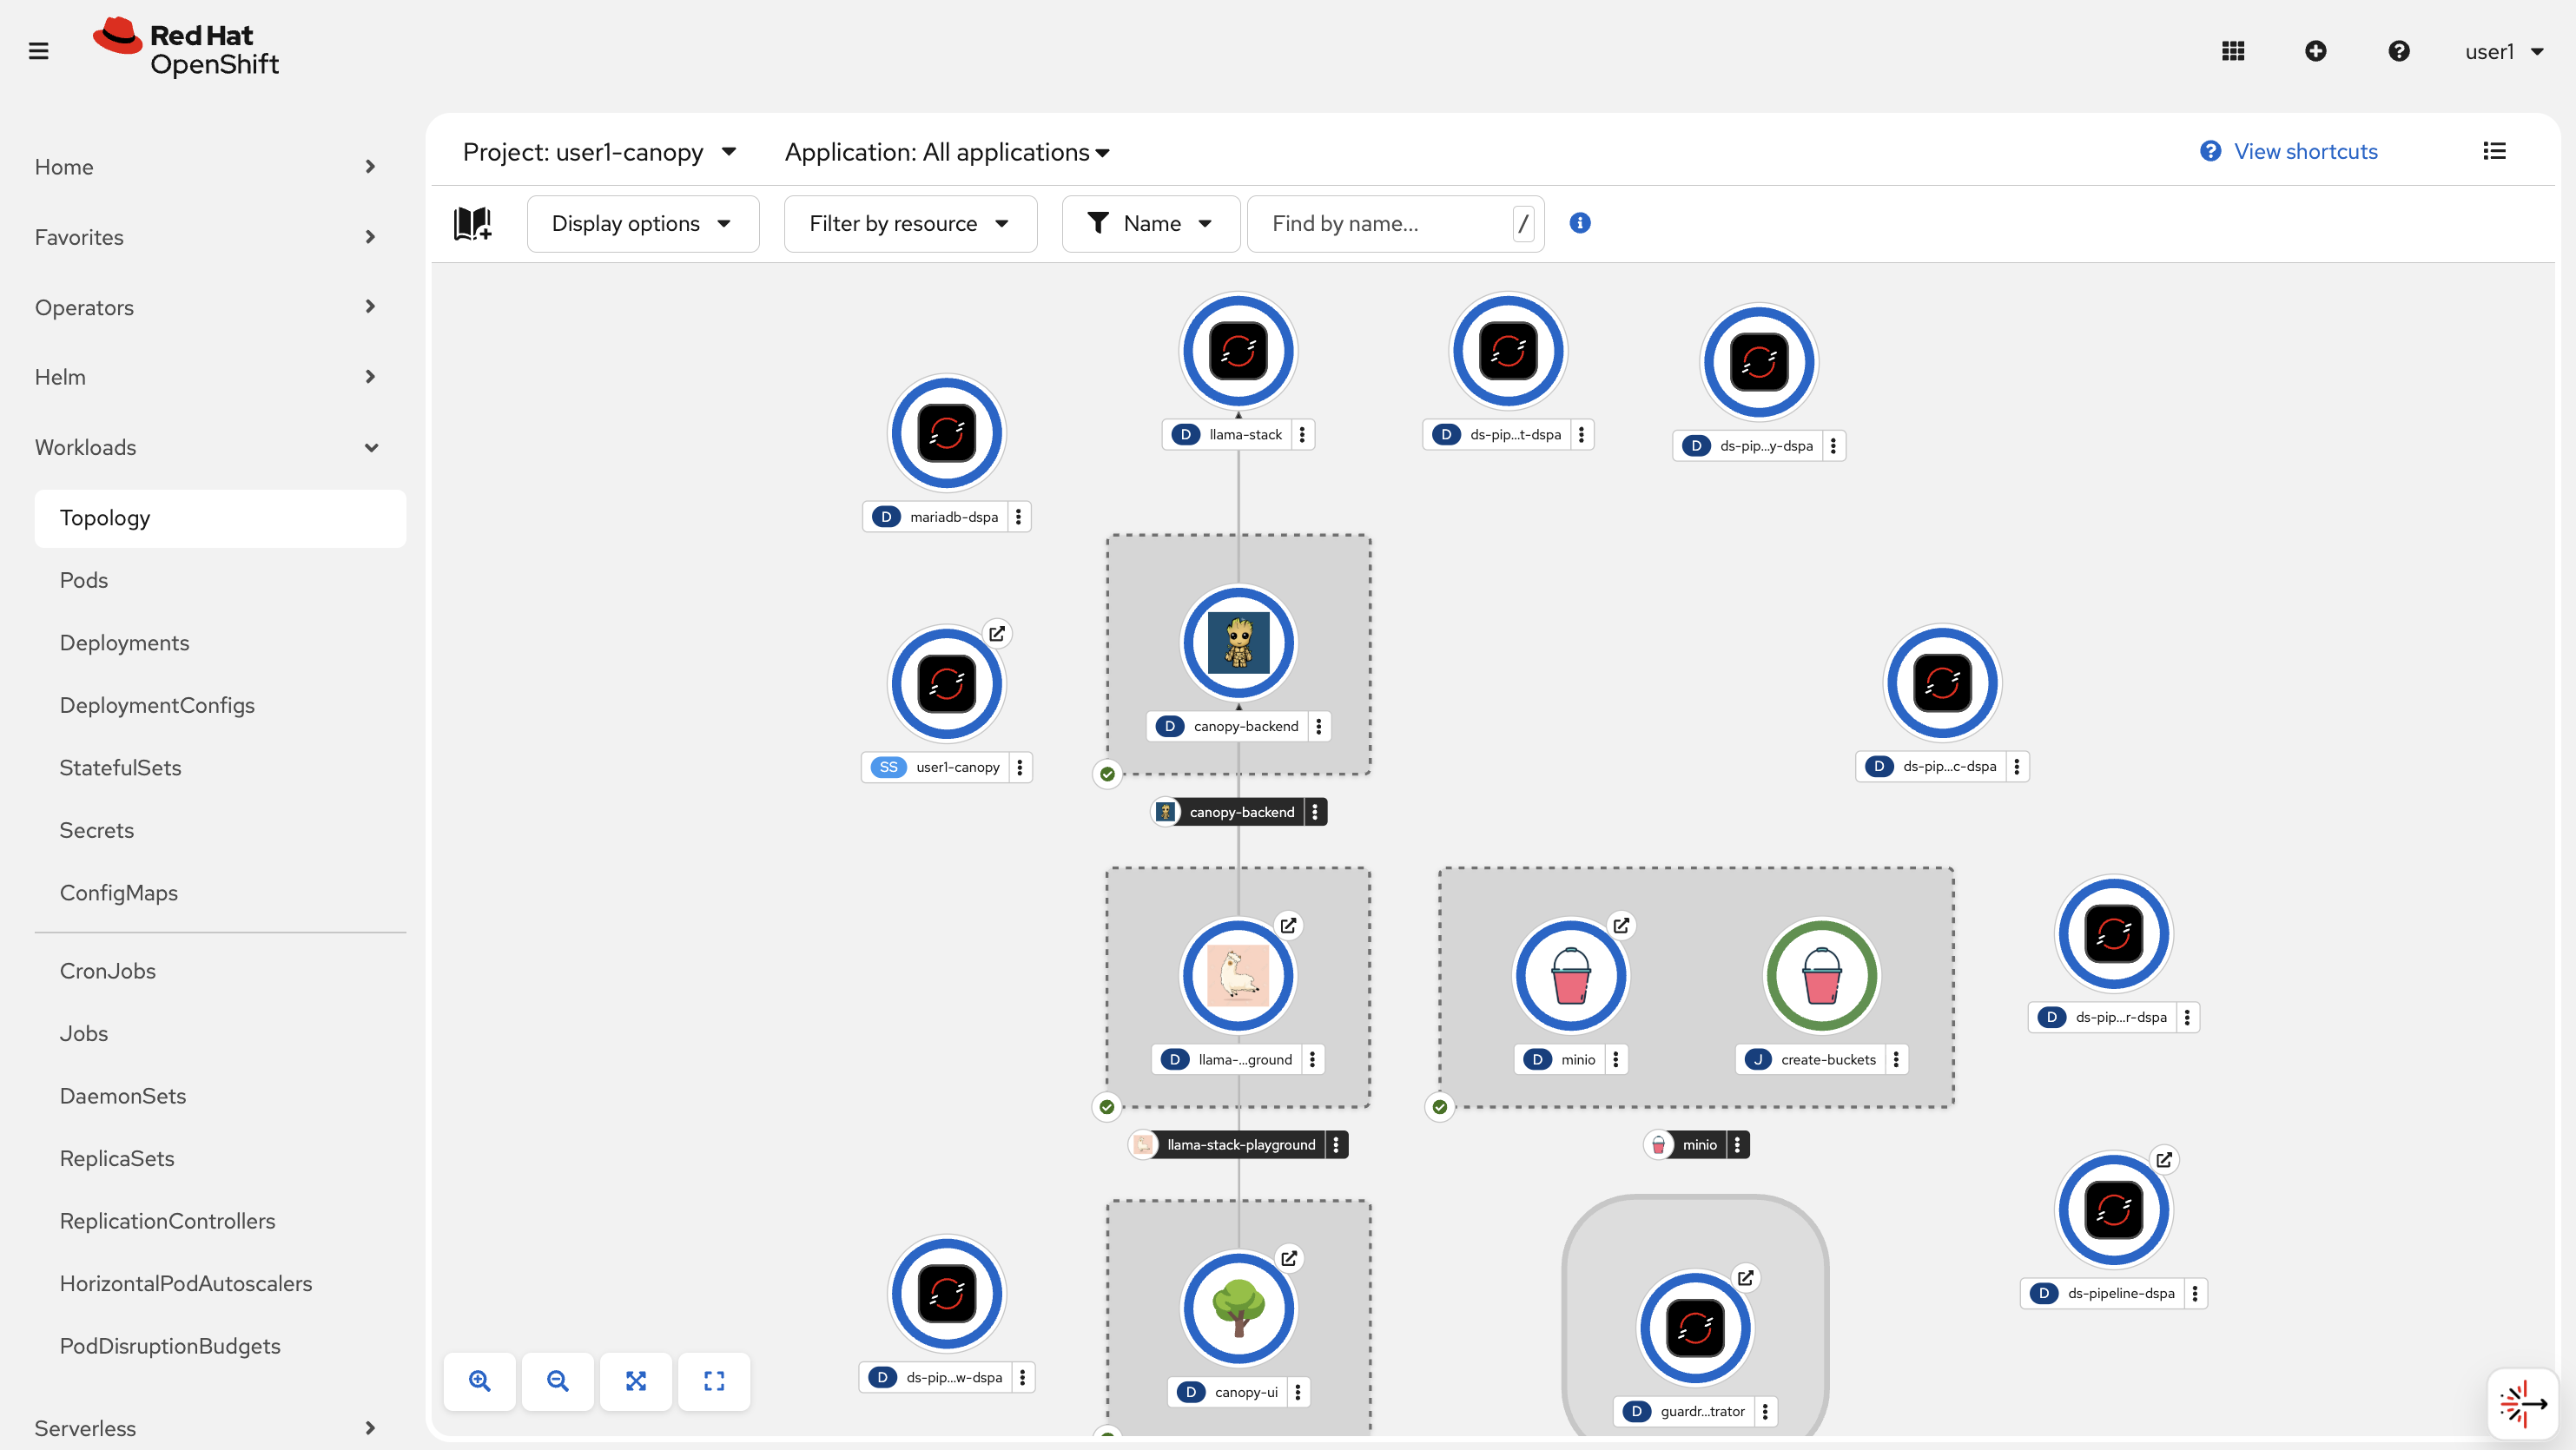 Red Hat
OpenShift
user1
Home
Favorites
Operators
Helm
Workloads
Topology
Pods
Deployments
DeploymentConfigs
StatefulSets
Secrets
ConfigMaps
CronJobs
Jobs
DaemonSets
ReplicaSets
ReplicationControllers
HorizontalPodAutoscalers
PodDisruptionBudgets
Serverless
Project: user1-canopy
Application: All applications
View shortcuts
Display options
Filter by resource
Name
Find by name...
/
D llama-stack
D ds-pip...t-dspa
D ds-pip...y-dspa
D mariadb-dspa
D canopy-backend
SS user1-canopy
D ds-pip...c-dspa
canopy-backend
D llama-...ground
D minio
J create-buckets
D ds-pip...r-dspa
llama-stack-playground
minio
D ds-pipeline-dspa
D ds-pip...w-dspa
D canopy-ui
D guardr...trator